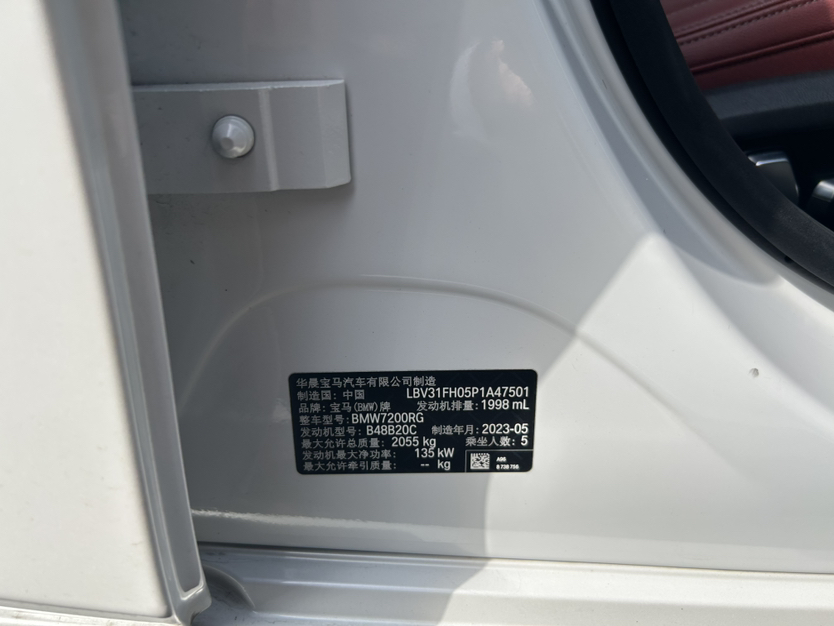 华晨宝马汽车有限公司制造
制造国: 中国 LBV31FH05P1A47501
品牌: 宝马(BMW)牌 发动机排量: 1998 mL
整车型号: BMW7200RG
发动机型号: B48B20C 制造年月: 2023-05
最大允许总质量: 2055 kg 乘坐人数: 5
发动机最大净功率: 135 kW
最大允许牵引质量: -- kg
A96
8 728 756